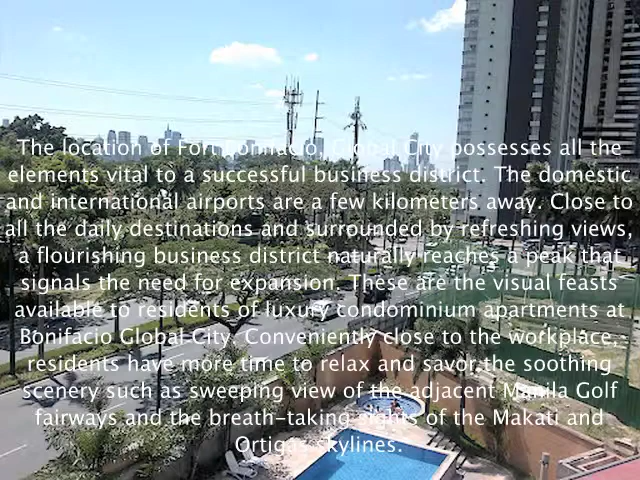 The location of Fort Bonifacio, Global City possesses all the
elements vital to a successful business district. The domestic
and international airports are a few kilometers away. Close to
all the daily destinations and surrounded by refreshing views,
a flourishing business district naturally reaches a peak that
signals the need for expansion. These are the visual feasts
available to residents of luxury condominium apartments at
Bonifacio Global City. Conveniently close to the workplace,
residents have more time to relax and savor the soothing
scenery such as sweeping view of the adjacent Manila Golf
fairways and the breath-taking sights of the Makati and
Ortigas skylines.